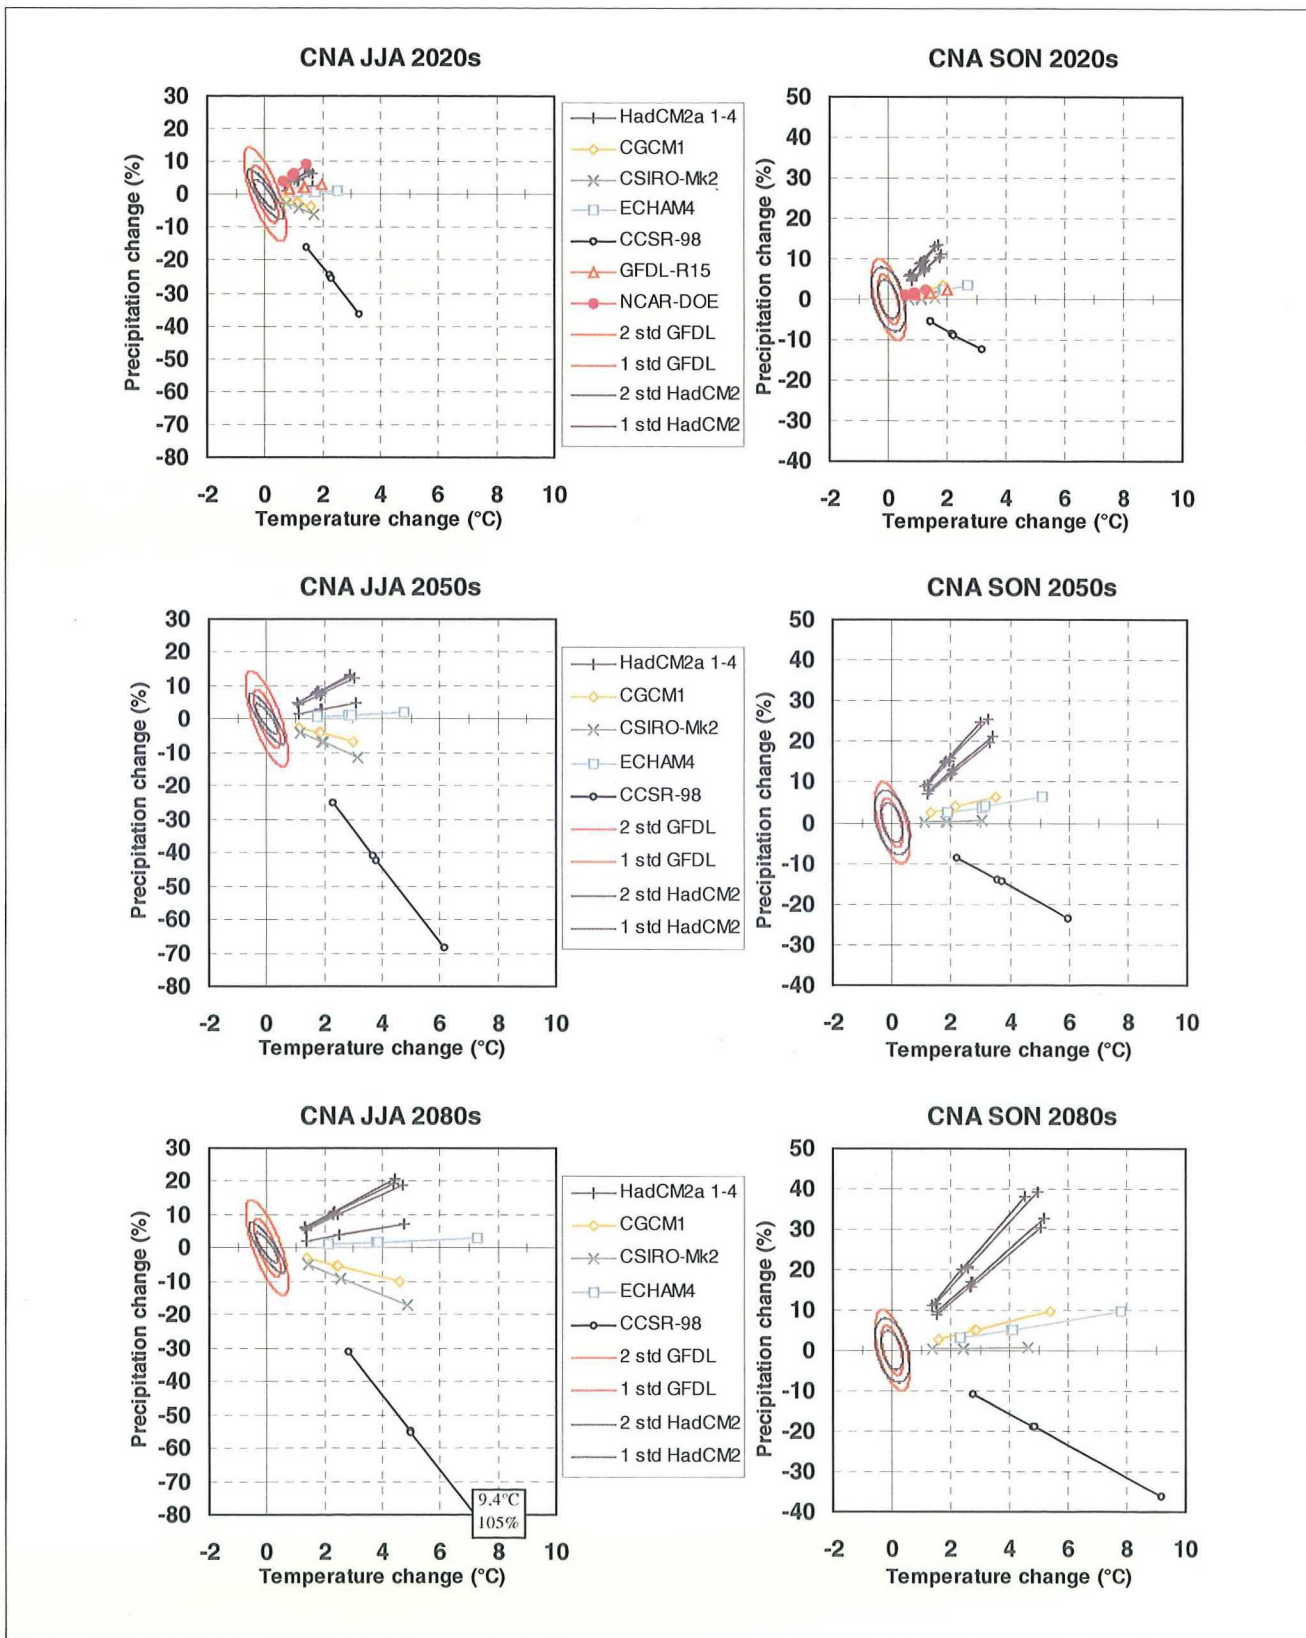 CNA JJA 2020s
Precipitation change (%)
30
20
10
0
-10
-20
-30
-40
-50
-60
-70
-80
-2 0 2 4 6 8 10
Temperature change (°C)
HadCM2a 1-4
CGCM1
CSIRO-Mk2
ECHAM4
CCSR-98
GFDL-R15
NCAR-DOE
2 std GFDL
1 std GFDL
2 std HadCM2
1 std HadCM2
CNA SON 2020s
Precipitation change (%)
50
40
30
20
10
0
-10
-20
-30
-40
-2 0 2 4 6 8 10
Temperature change (°C)
CNA JJA 2050s
Precipitation change (%)
30
20
10
0
-10
-20
-30
-40
-50
-60
-70
-80
-2 0 2 4 6 8 10
Temperature change (°C)
HadCM2a 1-4
CGCM1
CSIRO-Mk2
ECHAM4
CCSR-98
2 std GFDL
1 std GFDL
2 std HadCM2
1 std HadCM2
CNA SON 2050s
Precipitation change (%)
50
40
30
20
10
0
-10
-20
-30
-40
-2 0 2 4 6 8 10
Temperature change (°C)
CNA JJA 2080s
Precipitation change (%)
30
20
10
0
-10
-20
-30
-40
-50
-60
-70
-80
9.4°C
105%
-2 0 2 4 6 8 10
Temperature change (°C)
HadCM2a 1-4
CGCM1
CSIRO-Mk2
ECHAM4
CCSR-98
2 std GFDL
1 std GFDL
2 std HadCM2
1 std HadCM2
CNA SON 2080s
Precipitation change (%)
50
40
30
20
10
0
-10
-20
-30
-40
-2 0 2 4 6 8 10
Temperature change (°C)